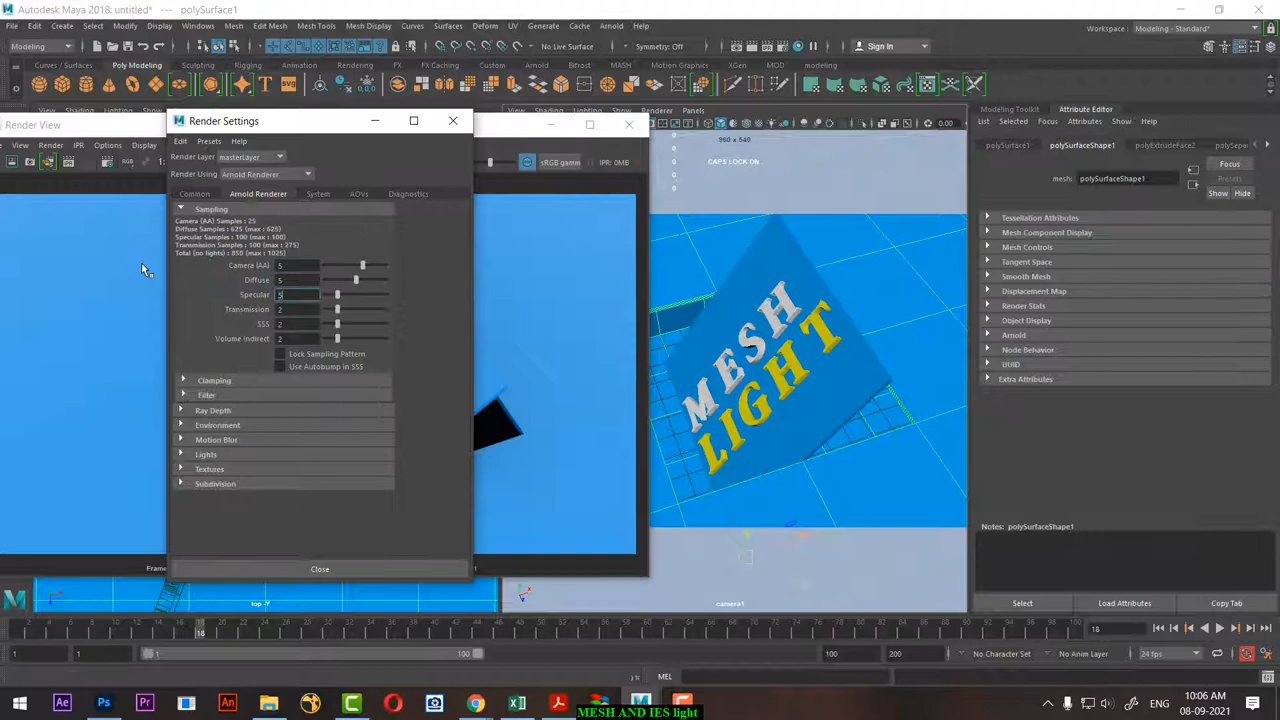 Autodesk Maya 2018: untitled* --- polySurface1
File Edit Create Select Modify Display Windows Mesh Edit Mesh Mesh Tools Mesh Display Curves Surfaces Deform UV Generate Cache Arnold Help
Workspace: Modeling - Standard*
Modeling No Live Surface Symmetry: Off Sign In
Curves / Surfaces Poly Modeling Sculpting Rigging Animation Rendering FX FX Caching Custom Arnold Bifrost MASH Motion Graphics XGen MOD modeling
Shading Lighting Show Renderer Panels
Modeling Toolkit Attribute Editor
Render View
Render Settings
List Selected Focus Attributes Show Help
Render IPR Options Display
Edit Presets Help
960 x 540
0.00
polySurface1 polySurfaceShape1 polyExtrudeFace2
Render Layer masterLayer
sRGB gamm IPR: 0MB
CAPS LOCK ON
Render Using Arnold Renderer
mesh: polySurfaceShape1
Focus
Presets
Show Hide
Common Arnold Renderer System AOVs Diagnostics
Sampling
Camera (AA) Samples : 25
Diffuse Samples : 625 (max : 625)
Specular Samples : 100 (max : 100)
Transmission Samples : 100 (max : 275)
Total (no lights) : 850 (max : 1025)
Camera (AA) 5
Diffuse 5
Specular 5
Transmission 2
SSS 2
Volume Indirect 2
Lock Sampling Pattern
Use Autobump in SSS
Clamping
Filter
Ray Depth
Environment
Motion Blur
Lights
Textures
Subdivision
Close
MESH
LIGHT
Tessellation Attributes
Mesh Component Display
Mesh Controls
Tangent Space
Smooth Mesh
Displacement Map
Render Stats
Object Display
Arnold
Node Behavior
UUID
Extra Attributes
Notes: polySurfaceShape1
Frame
top -Y
camera1
Select Load Attributes Copy Tab
18
18
1 1 1 100 100 200 No Character Set No Anim Layer 24 fps
MEL
Ae Ps Pr An
ENG 10:06 AM
08-09-2021
MESH AND IES light